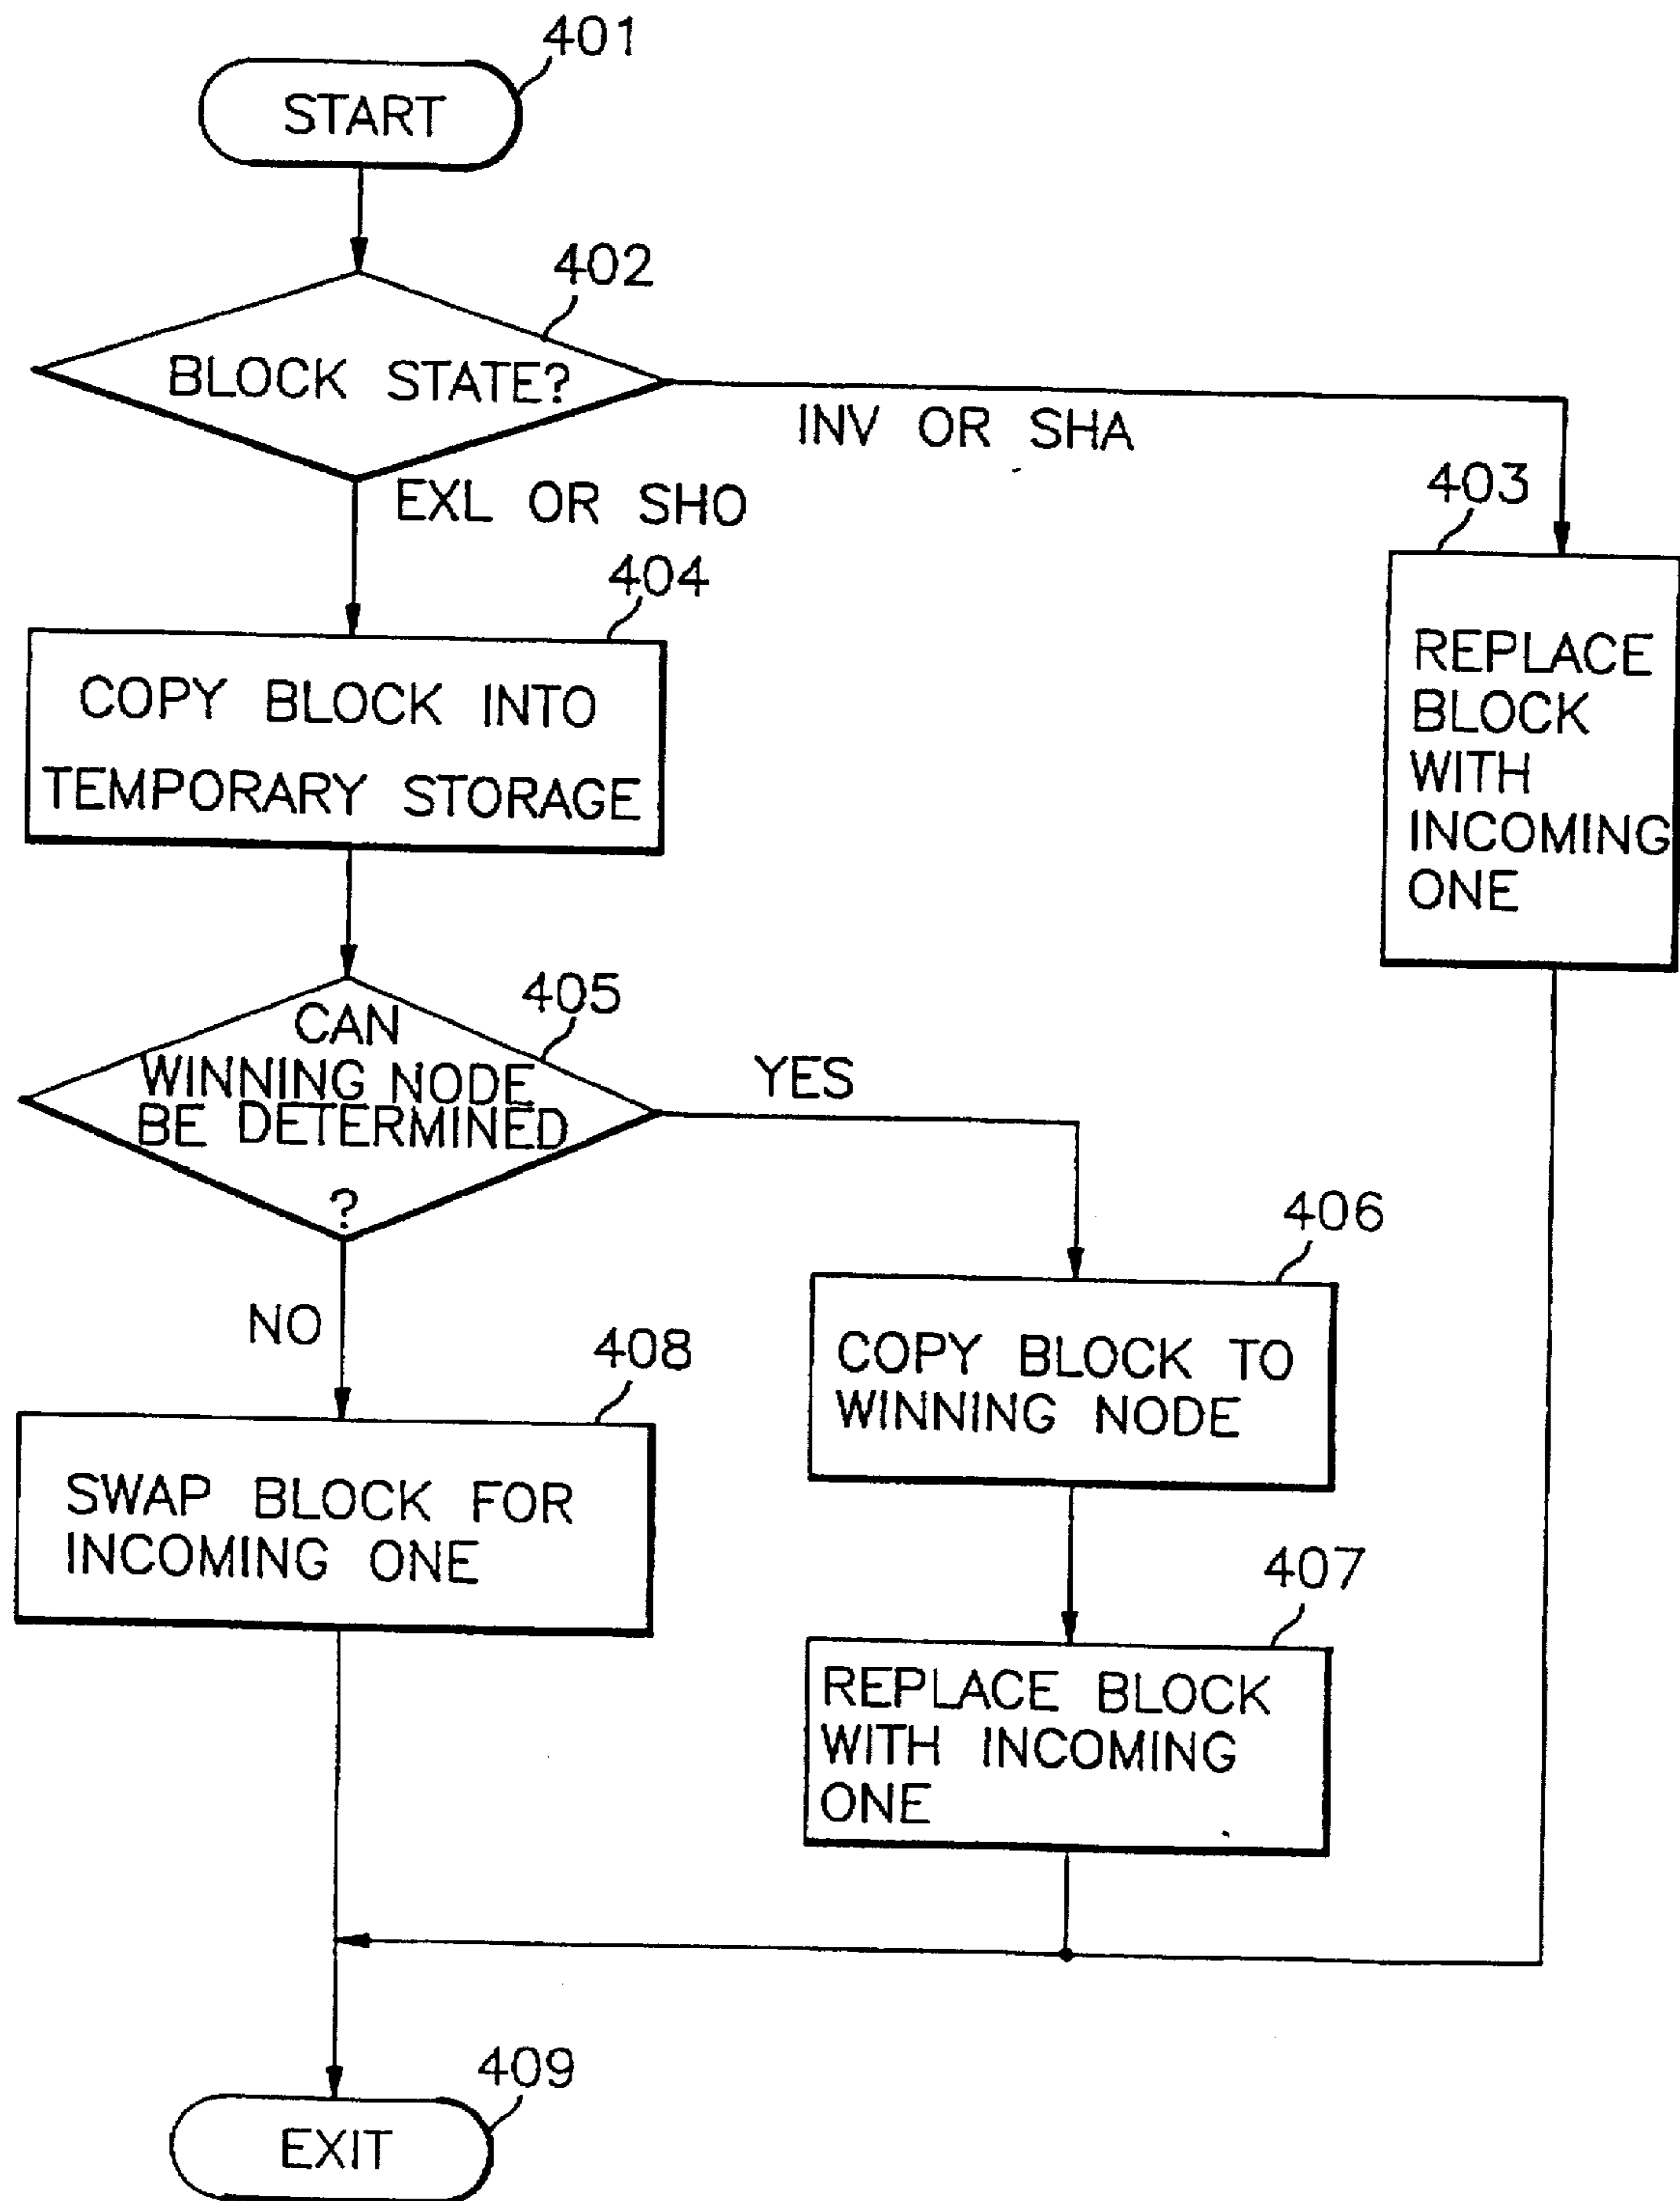 401
START
402
BLOCK STATE?
INV OR SHA
EXL OR SHO
403
404
COPY BLOCK INTO
TEMPORARY STORAGE
REPLACE
BLOCK
WITH
INCOMING
ONE
405
CAN
WINNING NODE
BE DETERMINED
?
YES
NO
406
COPY BLOCK TO
WINNING NODE
408
SWAP BLOCK FOR
INCOMING ONE
407
REPLACE BLOCK
WITH INCOMING
ONE
409
EXIT